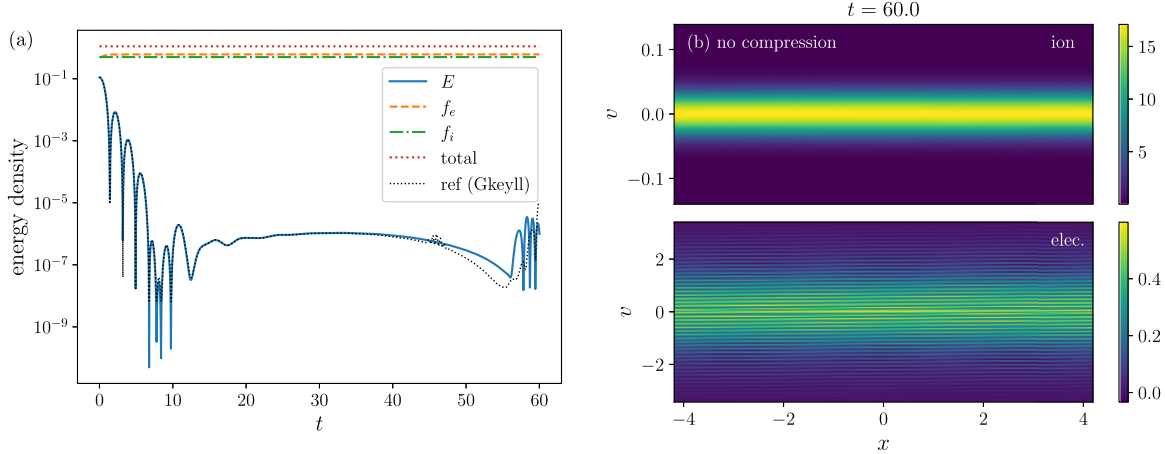 (a)
energy density
10⁻¹
10⁻³
10⁻⁵
10⁻⁷
10⁻⁹
E
f_e
f_i
total
ref (Gkeyll)
0 10 20 30 40 50 60
t
t = 60.0
(b) no compression
ion
v
0.1
0.0
−0.1
15
10
5
elec.
v
2
0
−2
0.4
0.2
0.0
−4 −2 0 2 4
x